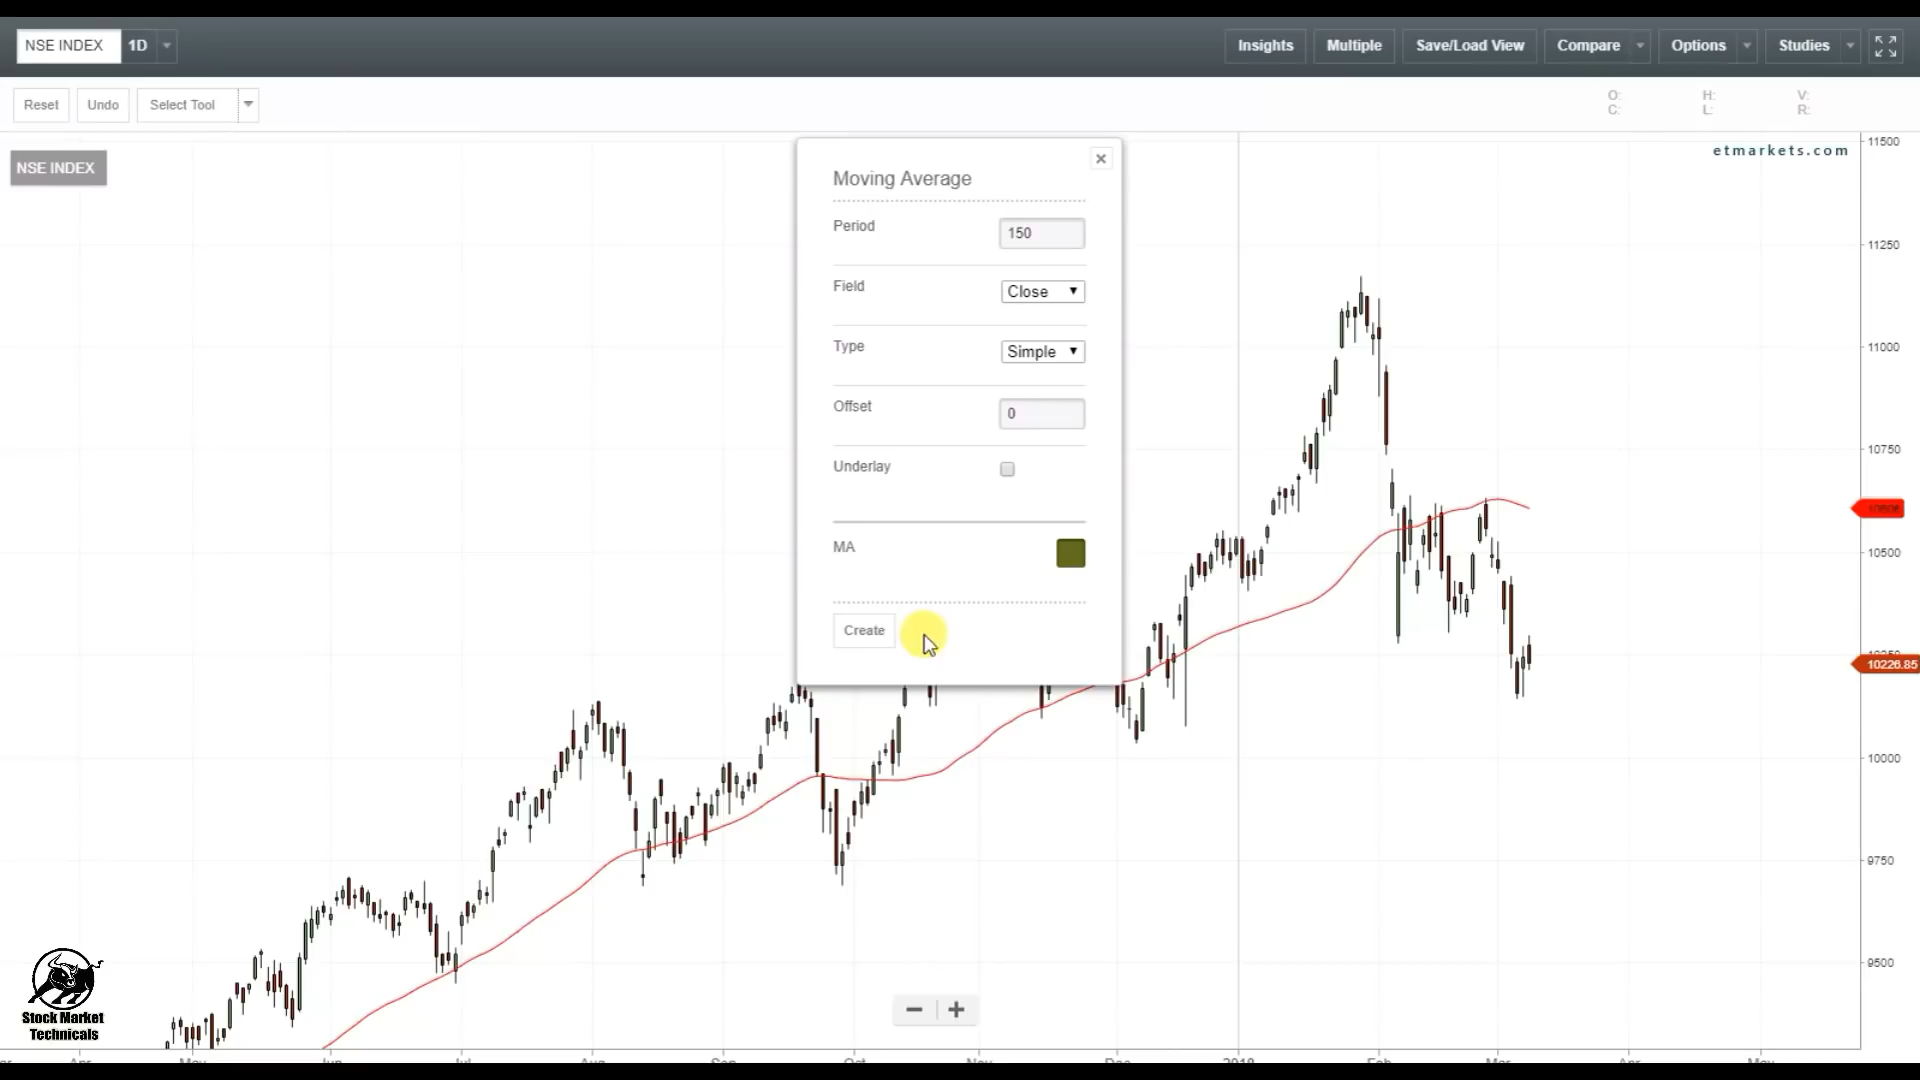 NSE INDEX 1D Insights Multiple Save/Load View Compare Options Studies
Reset Undo Select Tool O: H: V:
C: L: R:
NSE INDEX
etmarkets.com
Moving Average
Period 150
Field Close
Type Simple
Offset 0
Underlay
MA
Create
11500
11250
11000
10750
10500
10226.85
10000
9750
9500
Stock Market
Technicals